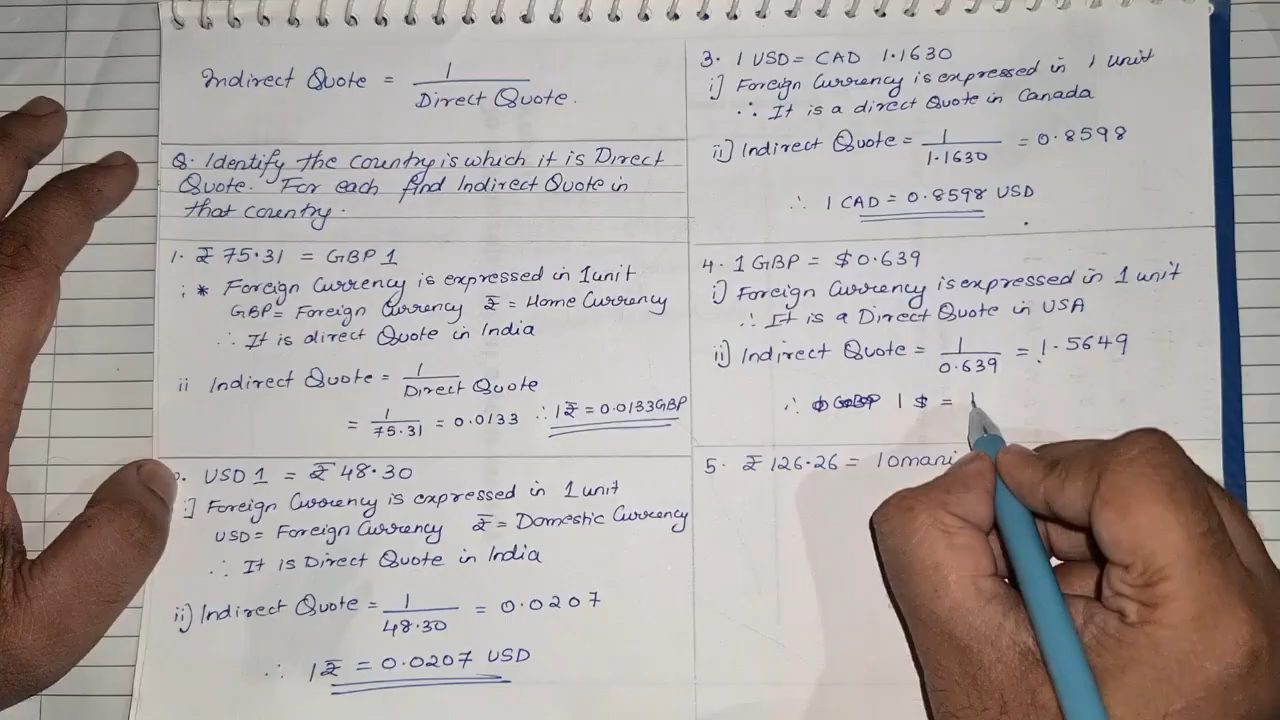 Indirect Quote = 1 / Direct Quote.
Q. Identify the country is which it is Direct
Quote. For each find Indirect Quote in
that country.
1. ₹ 75.31 = GBP 1
i * Foreign Currency is expressed in 1 unit
GBP = Foreign Currency ₹ = Home Currency
∴ It is direct Quote in India
ii Indirect Quote = 1 / Direct Quote
= 1 / 75.31 = 0.0133 ∴ 1₹ = 0.0133 GBP
USD 1 = ₹ 48.30
i] Foreign Currency is expressed in 1 unit
USD = Foreign Currency ₹ = Domestic Currency
∴ It is Direct Quote in India
ii) Indirect Quote = 1 / 48.30 = 0.0207
∴ 1₹ = 0.0207 USD
3. 1 USD = CAD 1.1630
i] Foreign Currency is expressed in 1 unit
∴ It is a direct Quote in Canada
ii] Indirect Quote = 1 / 1.1630 = 0.8598
∴ 1 CAD = 0.8598 USD
4. 1 GBP = $ 0.639
i] Foreign Currency is expressed in 1 unit
∴ It is a Direct Quote in USA
ii] Indirect Quote = 1 / 0.639 = 1.5649
∴ 1 $ = 1
5. ₹ 126.26 = 1 omani